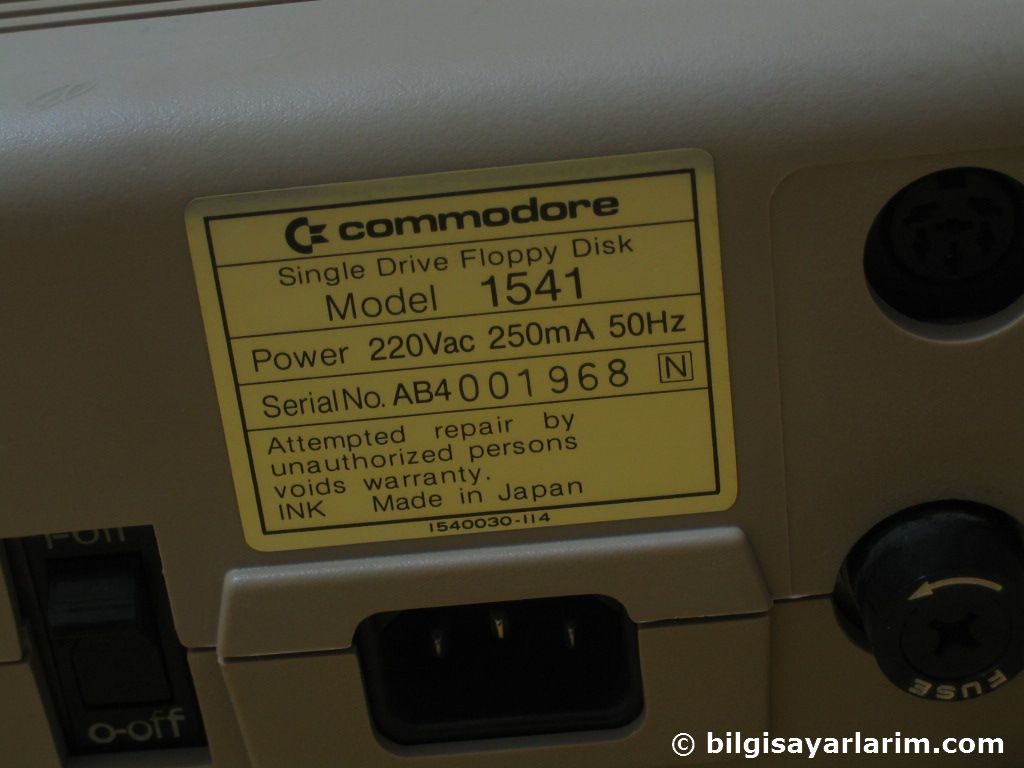 commodore
Single Drive Floppy Disk
Model 1541
Power 220Vac 250mA 50Hz
Serial No. AB4001968 N
Attempted repair by
unauthorized persons
voids warranty.
INK Made in Japan
1540030-114
o-off
FUSE
© bilgisayarlarim.com